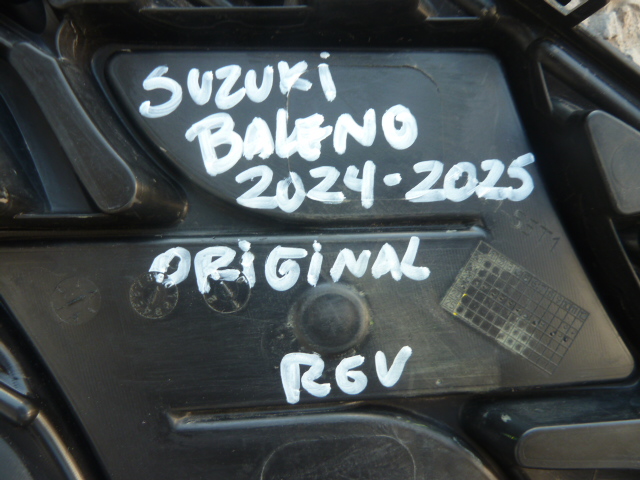 SUZUKi
BALENO
2024-2025
ORiGiNAL
RGV